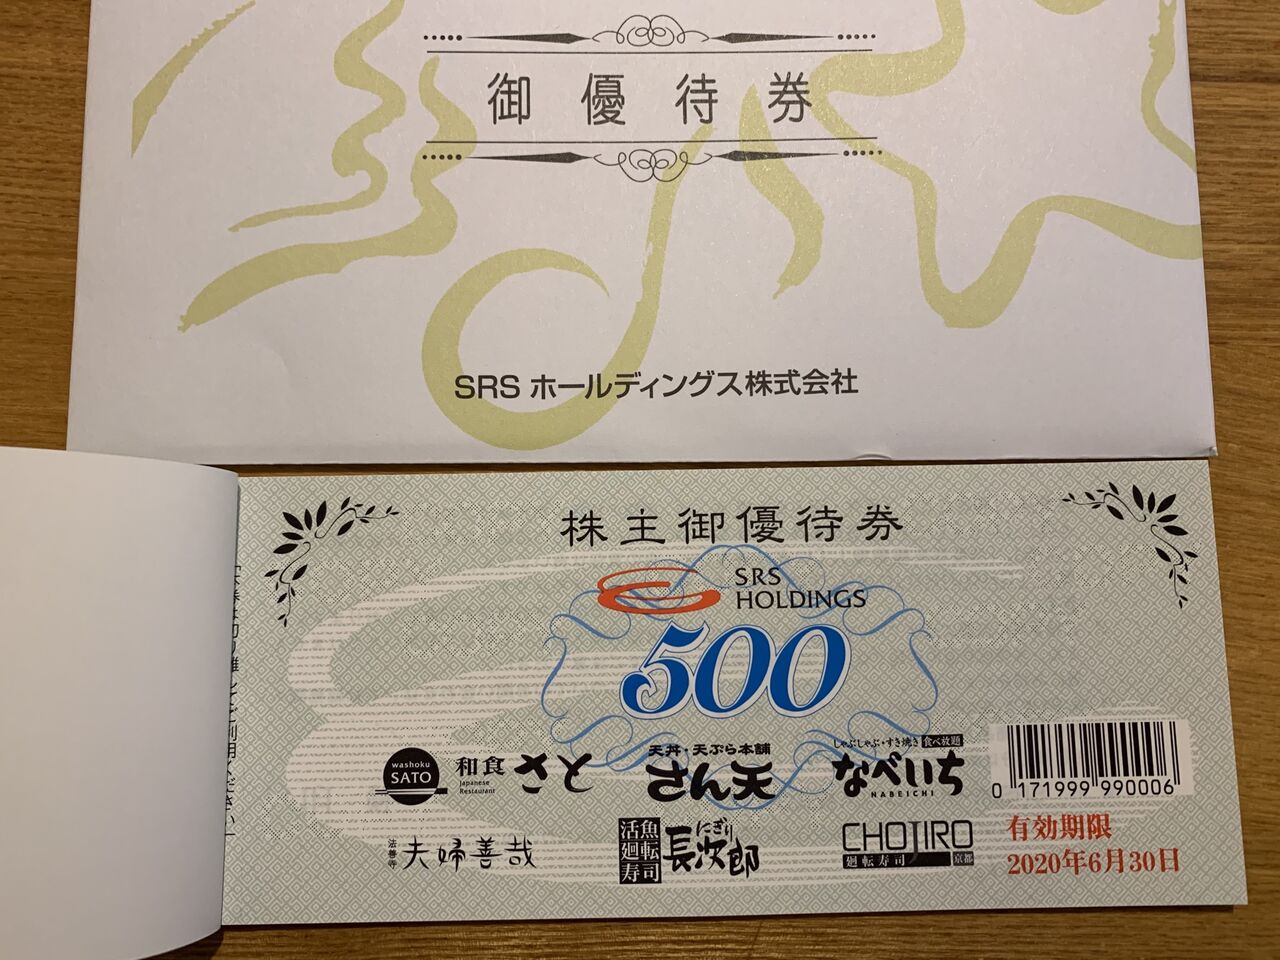 御優待券
SRS ホールディングス株式会社
株主御優待券
SRS
HOLDINGS
500
washoku
SATO
和食
Japanese
Restaurant
さと
天丼・天ぷら本舗
さん天
しゃぶしゃぶ・すき焼き 食べ放題
なべいち
NABEICHI
0 171999 990006
法善寺
夫婦善哉
活魚
廻転
寿司
にぎり
長次郎
CHOJIRO
廻転寿司 京都
有効期限
2020年6月30日